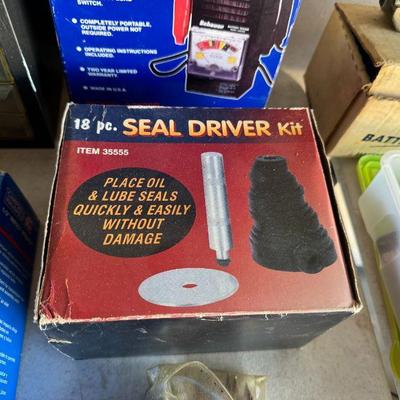 SWITCH.
• COMPLETELY PORTABLE,
OUTSIDE POWER NOT
REQUIRED.
• OPERATING INSTRUCTIONS
INCLUDED.
• TWO YEAR LIMITED
WARRANTY.
• MADE IN U.S.A.
Schauer
BATT
18 pc. SEAL DRIVER Kit
ITEM 35555
PLACE OIL
& LUBE SEALS
QUICKLY & EASILY
WITHOUT
DAMAGE